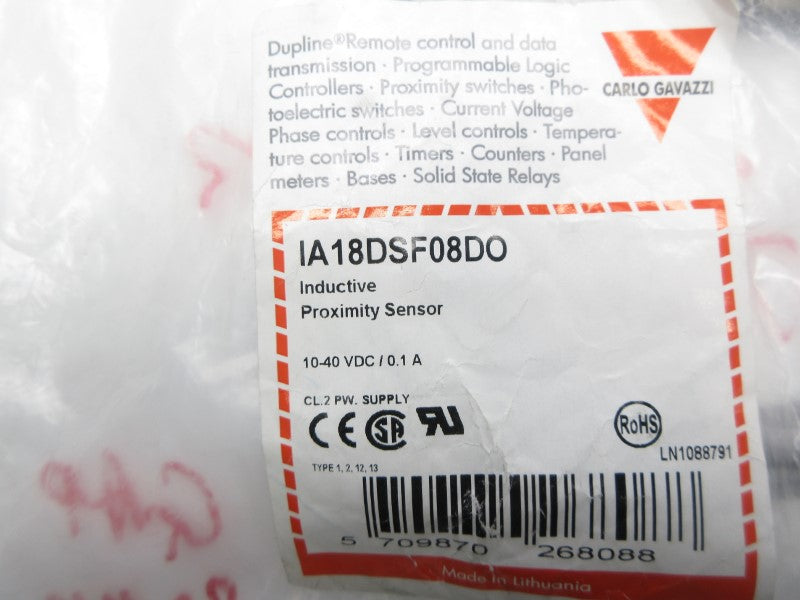 Dupline®Remote control and data
transmission · Programmable Logic
Controllers · Proximity switches · Pho-
toelectric switches · Current Voltage
Phase controls · Level controls · Tempera-
ture controls · Timers · Counters · Panel
meters · Bases · Solid State Relays
CARLO GAVAZZI
IA18DSF08DO
Inductive
Proximity Sensor
10-40 VDC / 0.1 A
CL.2 PW. SUPPLY
CE SA RU
RoHS
LN1088791
TYPE 1, 2, 12, 13
5 709870 268088
Made in Lithuania